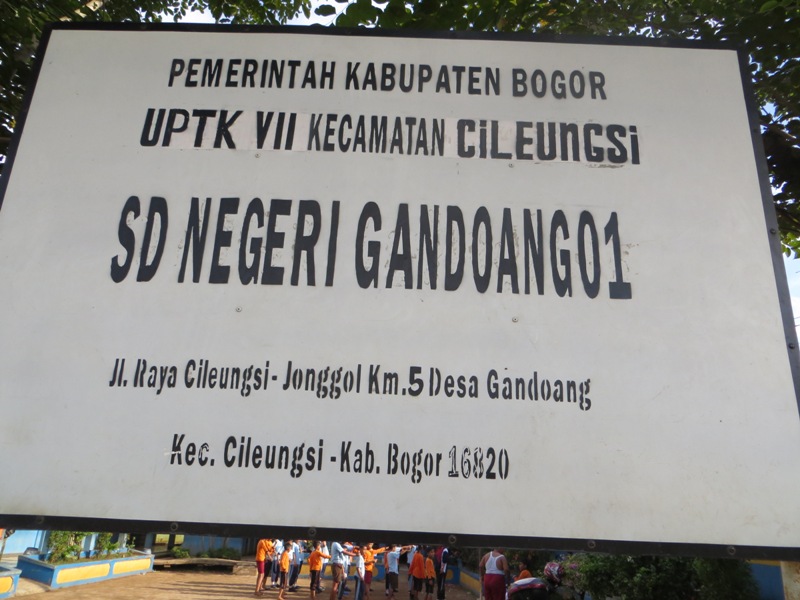 PEMERINTAH KABUPATEN BOGOR
UPTK VII KECAMATAN CiLEUnGSi
SD NEGERI GANDOANG01
Jl. Raya Cileungsi - Jonggol Km.5 Desa Gandoang
Kec. Cileungsi - Kab. Bogor 16820